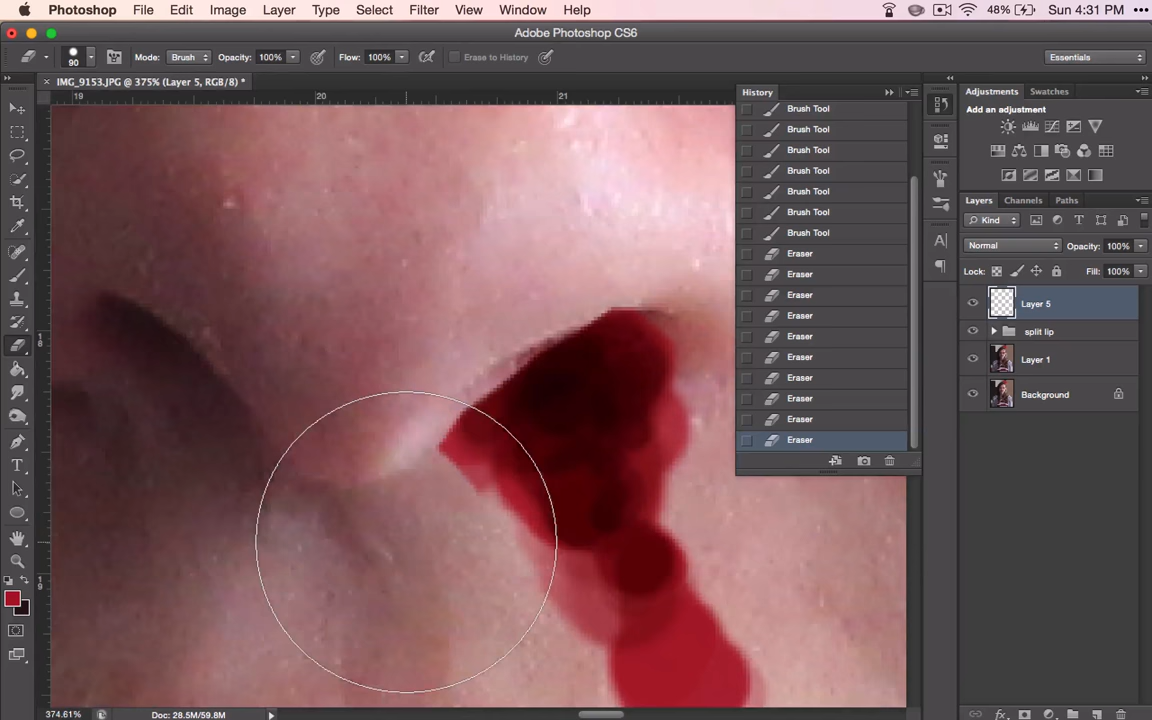 Photoshop File Edit Image Layer Type Select Filter View Window Help 48% Sun 4:31 PM
Adobe Photoshop CS6
90 Mode: Brush Opacity: 100% Flow: 100% Erase to History Essentials
× IMG_9153.JPG @ 375% (Layer 5, RGB/8) *
19 20 21
History
Brush Tool
Brush Tool
Brush Tool
Brush Tool
Brush Tool
Brush Tool
Brush Tool
Eraser
Eraser
Eraser
Eraser
Eraser
Eraser
Eraser
Eraser
Eraser
Eraser
Adjustments Swatches
Add an adjustment
Layers Channels Paths
Kind
Normal Opacity: 100%
Lock: Fill: 100%
Layer 5
split lip
Layer 1
Background
18
19
374.61% Doc: 28.5M/59.8M